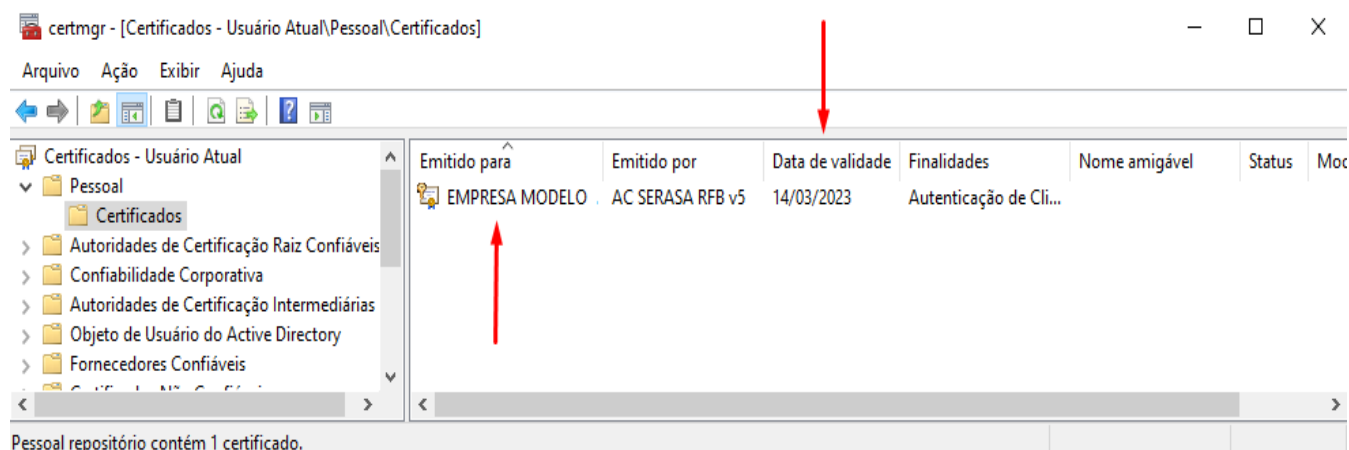 certmgr - [Certificados - Usuário Atual\Pessoal\Certificados]
Arquivo Ação Exibir Ajuda
Certificados - Usuário Atual
Pessoal
Certificados
Autoridades de Certificação Raiz Confiáveis
Confiabilidade Corporativa
Autoridades de Certificação Intermediárias
Objeto de Usuário do Active Directory
Fornecedores Confiáveis
Emitido para Emitido por Data de validade Finalidades Nome amigável Status Mod
EMPRESA MODELO AC SERASA RFB v5 14/03/2023 Autenticação de Cli...
Pessoal repositório contém 1 certificado.